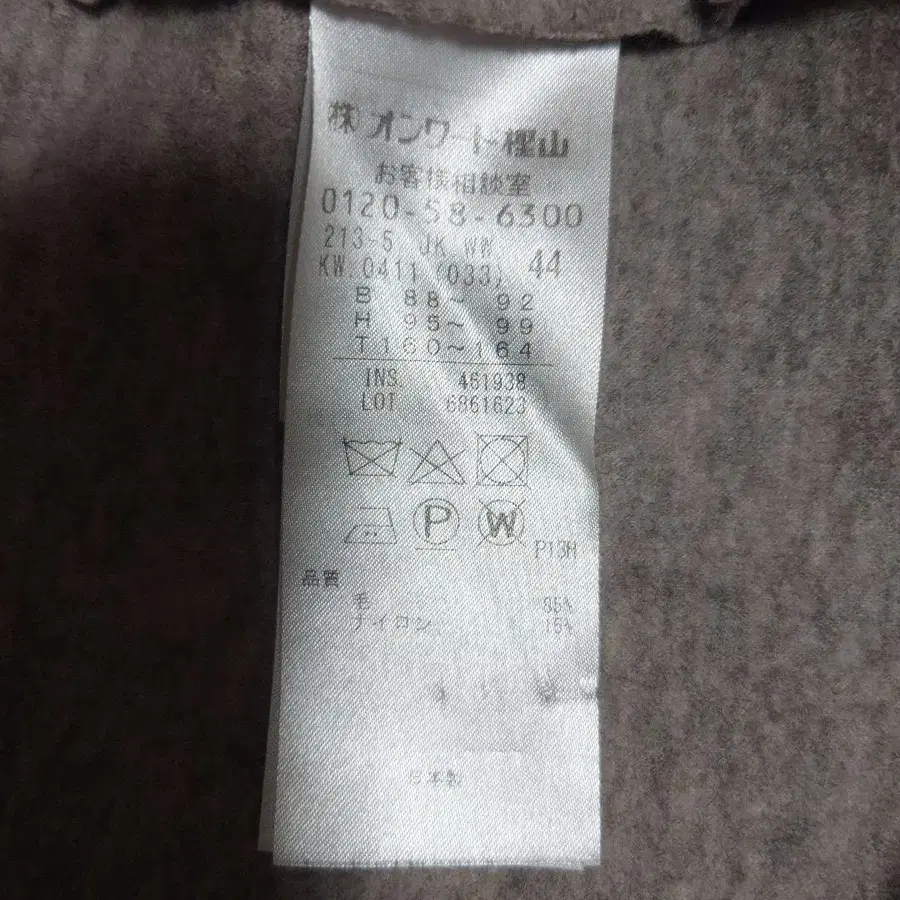 (株)オンワード樫山
お客様相談室
0120-58-6300
213-5 JK WW
KW.0411 (033) 44
B 88～ 92
H 95～ 99
T160～164
INS. 461938
LOT 6861623
P
W
P13H
品質
毛 85%
ナイロン 15%
日本製